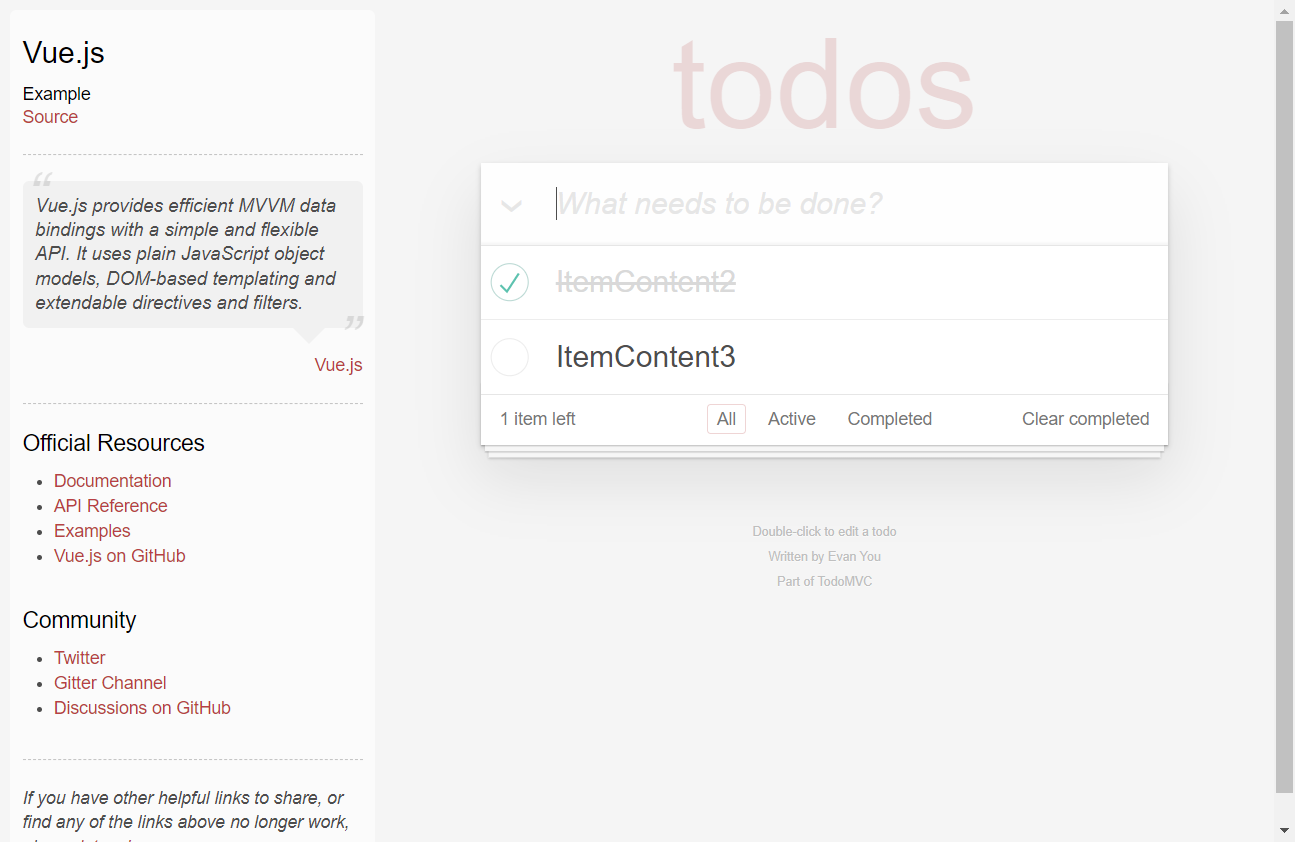 Vue.js
Example
Source
“
Vue.js provides efficient MVVM data
bindings with a simple and flexible
API. It uses plain JavaScript object
models, DOM-based templating and
extendable directives and filters.
”
Vue.js
Official Resources
Documentation
API Reference
Examples
Vue.js on GitHub
Community
Twitter
Gitter Channel
Discussions on GitHub
If you have other helpful links to share, or
find any of the links above no longer work,
todos
What needs to be done?
ItemContent2
ItemContent3
1 item left
All
Active
Completed
Clear completed
Double-click to edit a todo
Written by Evan You
Part of TodoMVC